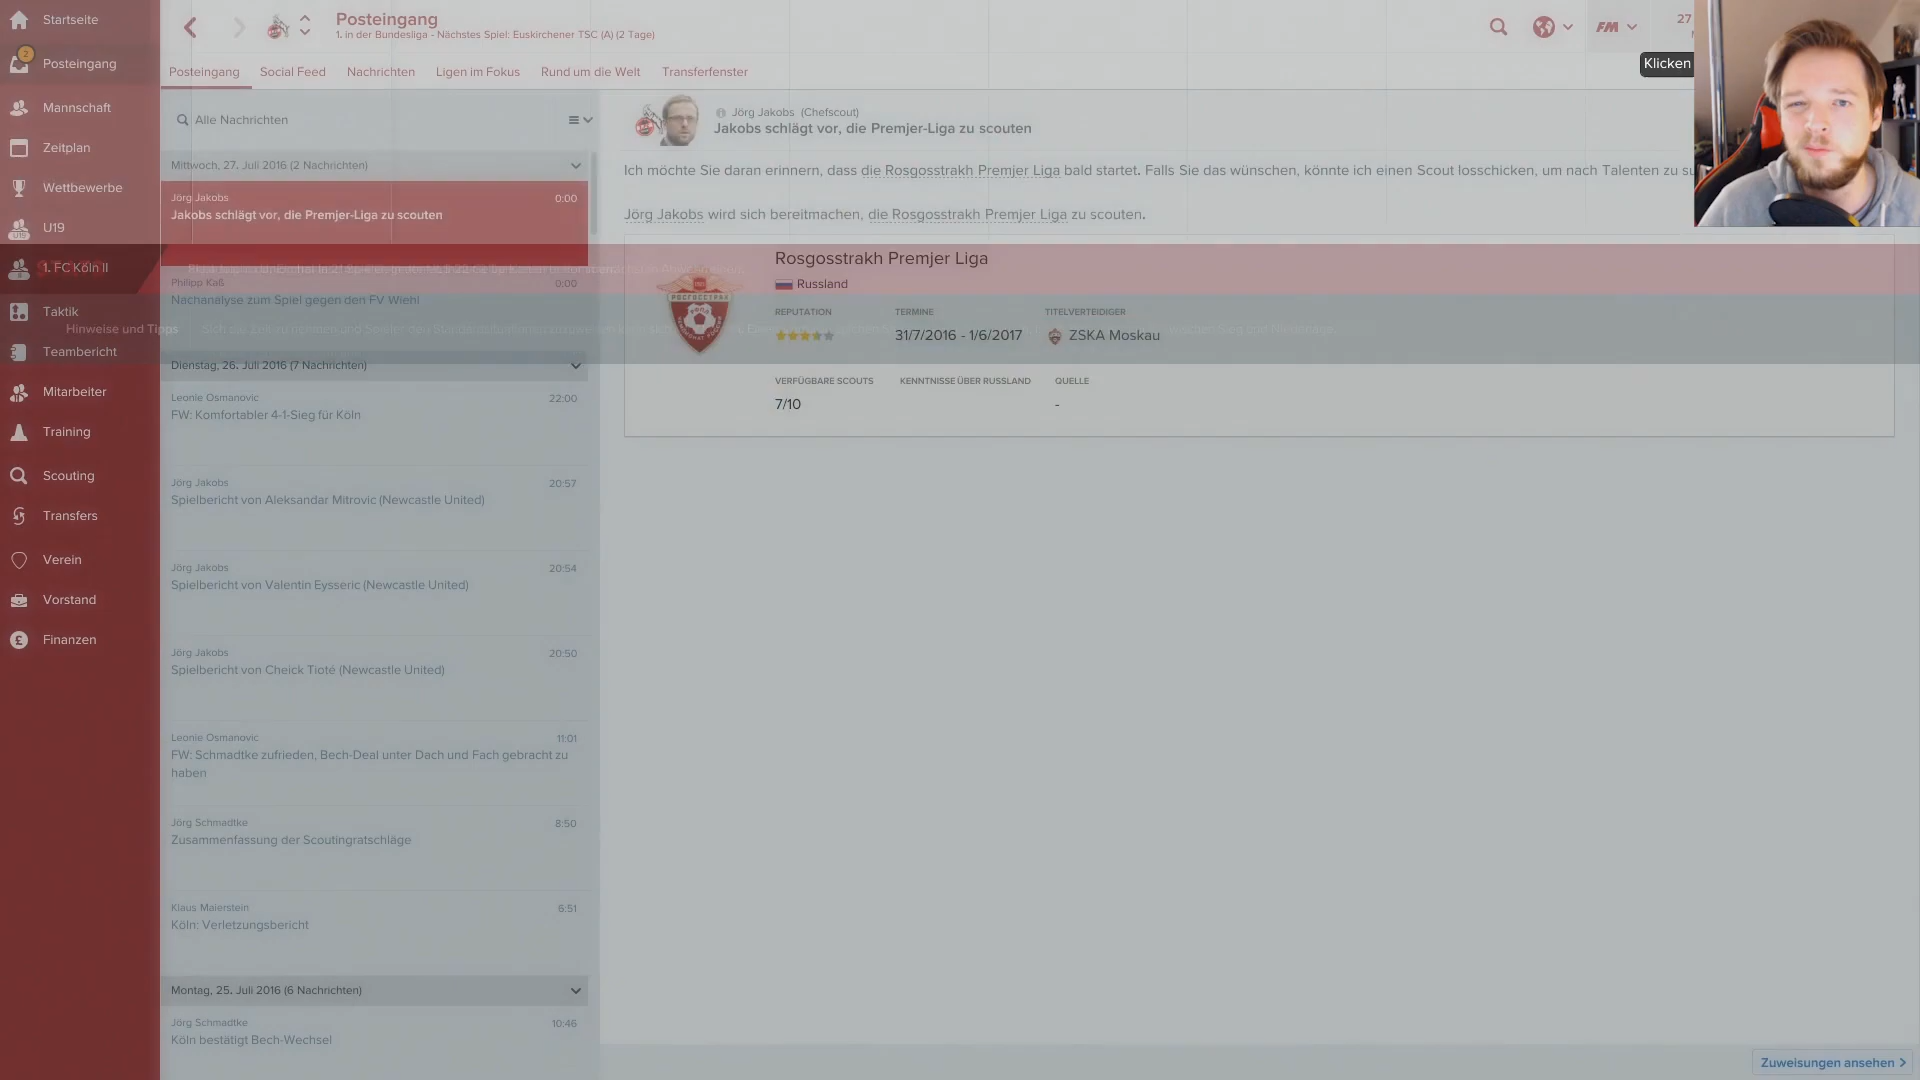 Startseite
2
Posteingang
Mannschaft
Zeitplan
Wettbewerbe
U19
1. FC Köln II
Taktik
Hinweise und Tipps
Teambericht
Mitarbeiter
Training
Scouting
Transfers
Verein
Vorstand
Finanzen
Posteingang
1. in der Bundesliga - Nächstes Spiel: Euskirchener TSC (A) (2 Tage)
FM
27
Klicken
Posteingang
Social Feed
Nachrichten
Ligen im Fokus
Rund um die Welt
Transferfenster
Alle Nachrichten
Mittwoch, 27. Juli 2016 (2 Nachrichten)
Jörg Jakobs
0:00
Jakobs schlägt vor, die Premjer-Liga zu scouten
Philipp Kaß
0:00
Nachanalyse zum Spiel gegen den FV Wiehl
Dienstag, 26. Juli 2016 (7 Nachrichten)
Leonie Osmanovic
22:00
FW: Komfortabler 4-1-Sieg für Köln
Jörg Jakobs
20:57
Spielbericht von Aleksandar Mitrovic (Newcastle United)
Jörg Jakobs
20:54
Spielbericht von Valentin Eysseric (Newcastle United)
Jörg Jakobs
20:50
Spielbericht von Cheick Tioté (Newcastle United)
Leonie Osmanovic
11:01
FW: Schmadtke zufrieden, Bech-Deal unter Dach und Fach gebracht zu
haben
Jörg Schmadtke
8:50
Zusammenfassung der Scoutingratschläge
Klaus Maierstein
6:51
Köln: Verletzungsbericht
Montag, 25. Juli 2016 (6 Nachrichten)
Jörg Schmadtke
10:46
Köln bestätigt Bech-Wechsel
Jörg Jakobs (Chefscout)
Jakobs schlägt vor, die Premjer-Liga zu scouten
Ich möchte Sie daran erinnern, dass die Rosgosstrakh Premjer Liga bald startet. Falls Sie das wünschen, könnte ich einen Scout losschicken, um nach Talenten zu
Jörg Jakobs wird sich bereitmachen, die Rosgosstrakh Premjer Liga zu scouten.
Rosgosstrakh Premjer Liga
Russland
РОСГОССТРАХ
REPUTATION
TERMINE
TITELVERTEIDIGER
31/7/2016 - 1/6/2017
ZSKA Moskau
VERFÜGBARE SCOUTS
KENNTNISSE ÜBER RUSSLAND
QUELLE
7/10
-
Zuweisungen ansehen